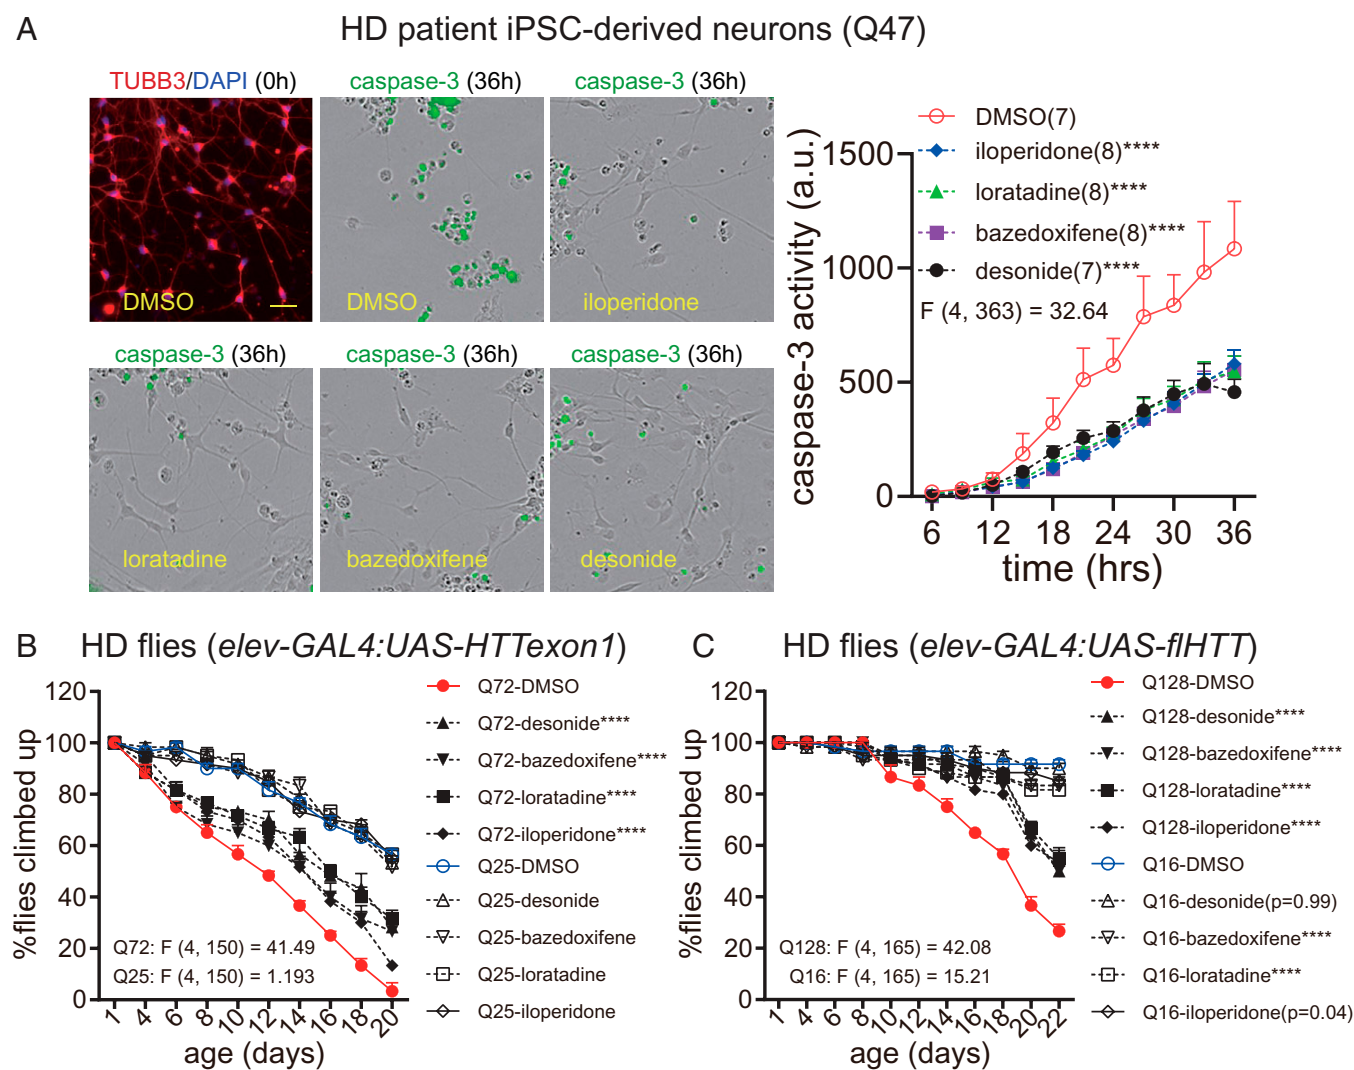 A
HD patient iPSC-derived neurons (Q47)
TUBB3/DAPI (0h)
caspase-3 (36h)
caspase-3 (36h)
DMSO
DMSO
iloperidone
caspase-3 (36h)
caspase-3 (36h)
caspase-3 (36h)
loratadine
bazedoxifene
desonide
caspase-3 activity (a.u.)
1500
1000
500
0
DMSO(7)
iloperidone(8)****
loratadine(8)****
bazedoxifene(8)****
desonide(7)****
F (4, 363) = 32.64
6 12 18 24 30 36
time (hrs)
B
HD flies (elev-GAL4:UAS-HTTexon1)
%flies climbed up
120
100
80
60
40
20
0
Q72: F (4, 150) = 41.49
Q25: F (4, 150) = 1.193
1 4 6 8 10 12 14 16 18 20
age (days)
Q72-DMSO
Q72-desonide****
Q72-bazedoxifene****
Q72-loratadine****
Q72-iloperidone****
Q25-DMSO
Q25-desonide
Q25-bazedoxifene
Q25-loratadine
Q25-iloperidone
C
HD flies (elev-GAL4:UAS-flHTT)
%flies climbed up
120
100
80
60
40
20
0
Q128: F (4, 165) = 42.08
Q16: F (4, 165) = 15.21
1 4 6 8 10 12 14 16 18 20 22
age (days)
Q128-DMSO
Q128-desonide****
Q128-bazedoxifene****
Q128-loratadine****
Q128-iloperidone****
Q16-DMSO
Q16-desonide(p=0.99)
Q16-bazedoxifene****
Q16-loratadine****
Q16-iloperidone(p=0.04)